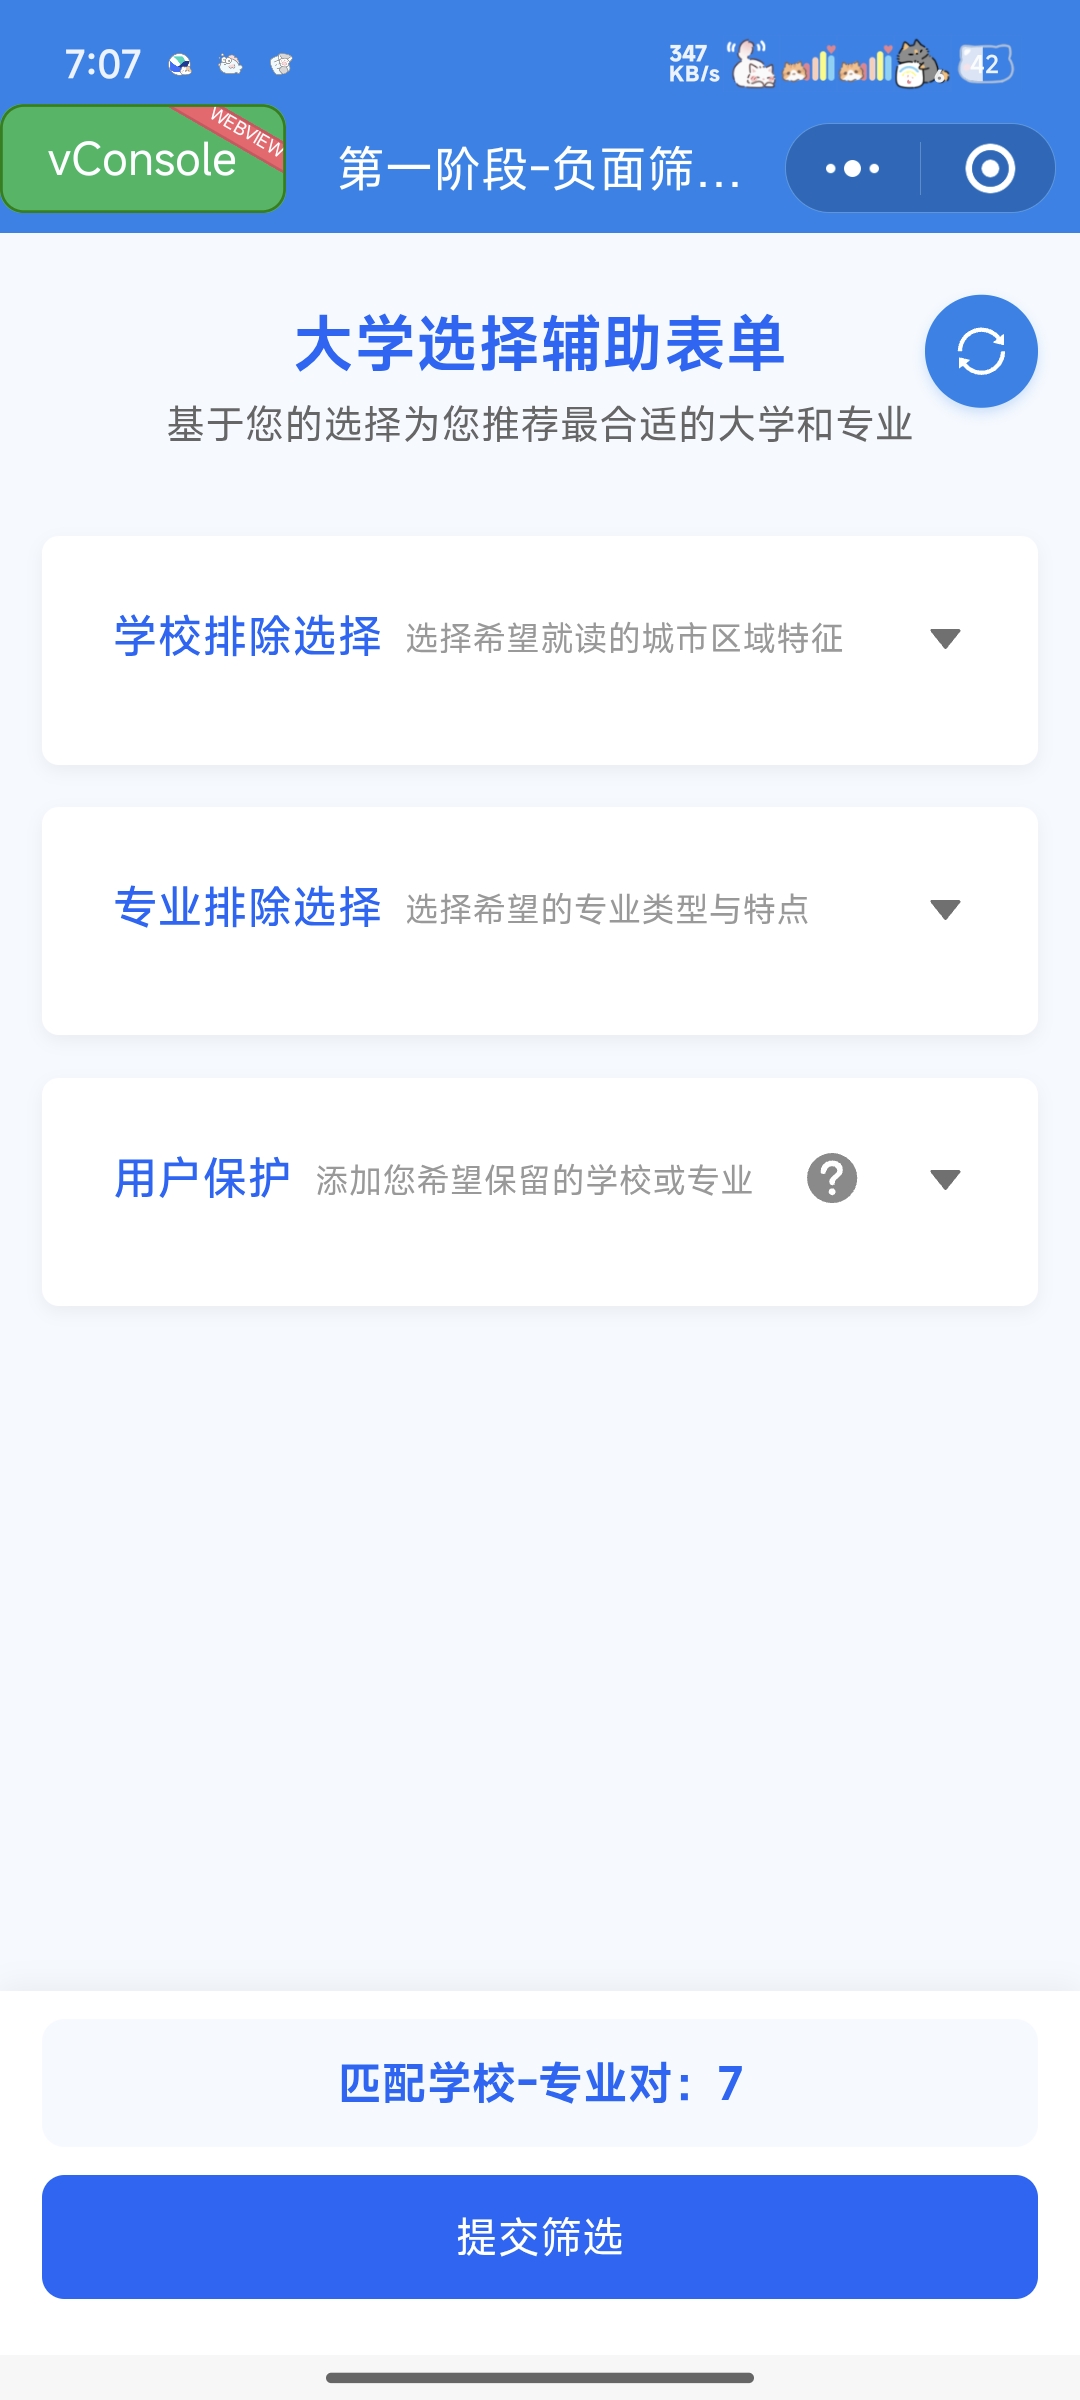 7:07
347
KB/s
6
42
vConsole
WEBVIEW
第一阶段-负面筛...
大学选择辅助表单
基于您的选择为您推荐最合适的大学和专业
学校排除选择 选择希望就读的城市区域特征
专业排除选择 选择希望的专业类型与特点
用户保护 添加您希望保留的学校或专业 ?
匹配学校-专业对：7
提交筛选